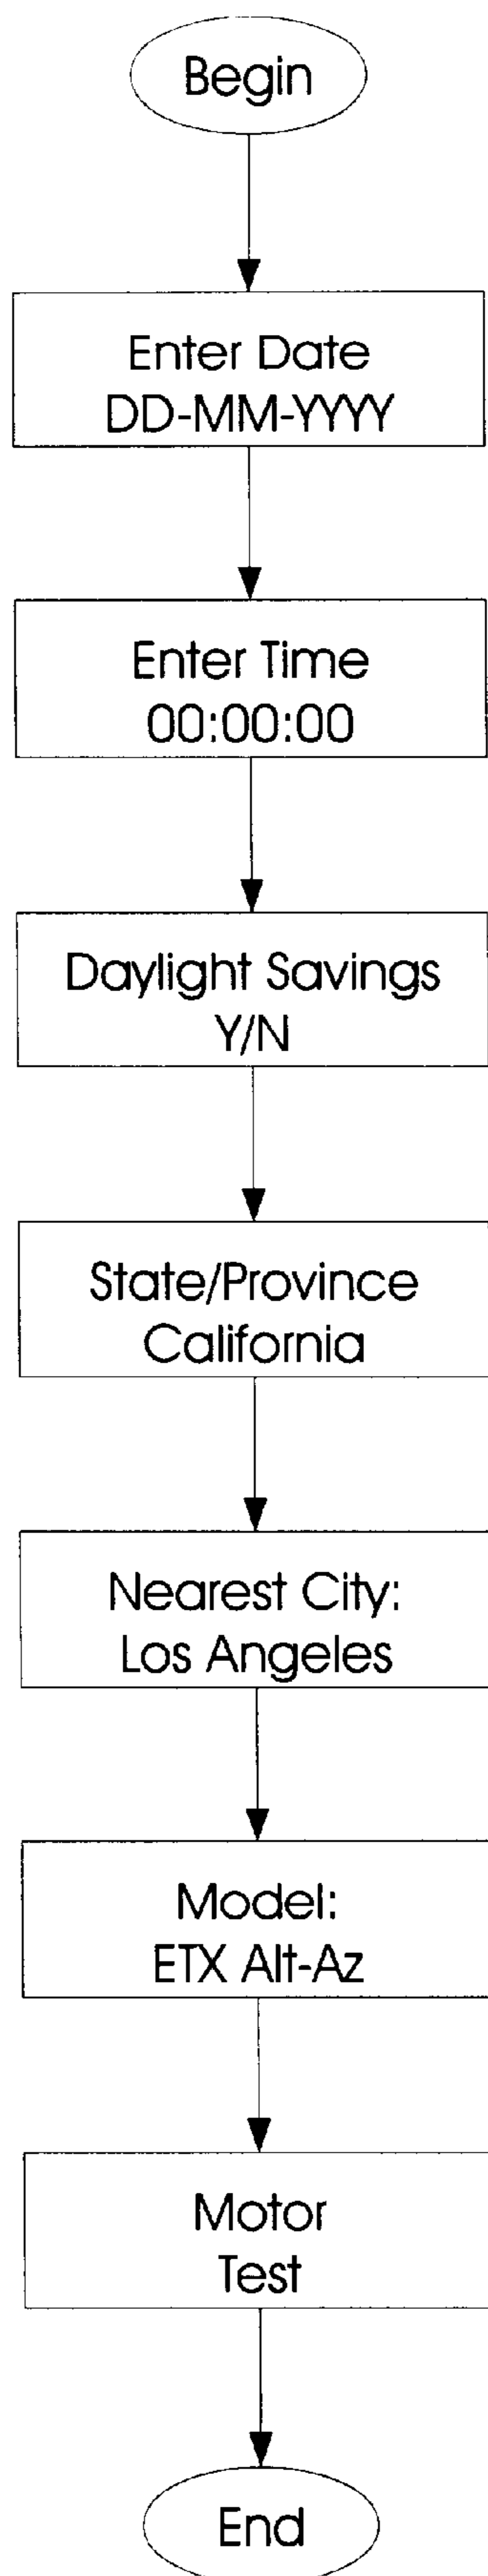 Begin
Enter Date
DD-MM-YYYY
Enter Time
00:00:00
Daylight Savings
Y/N
State/Province
California
Nearest City:
Los Angeles
Model:
ETX Alt-Az
Motor
Test
End